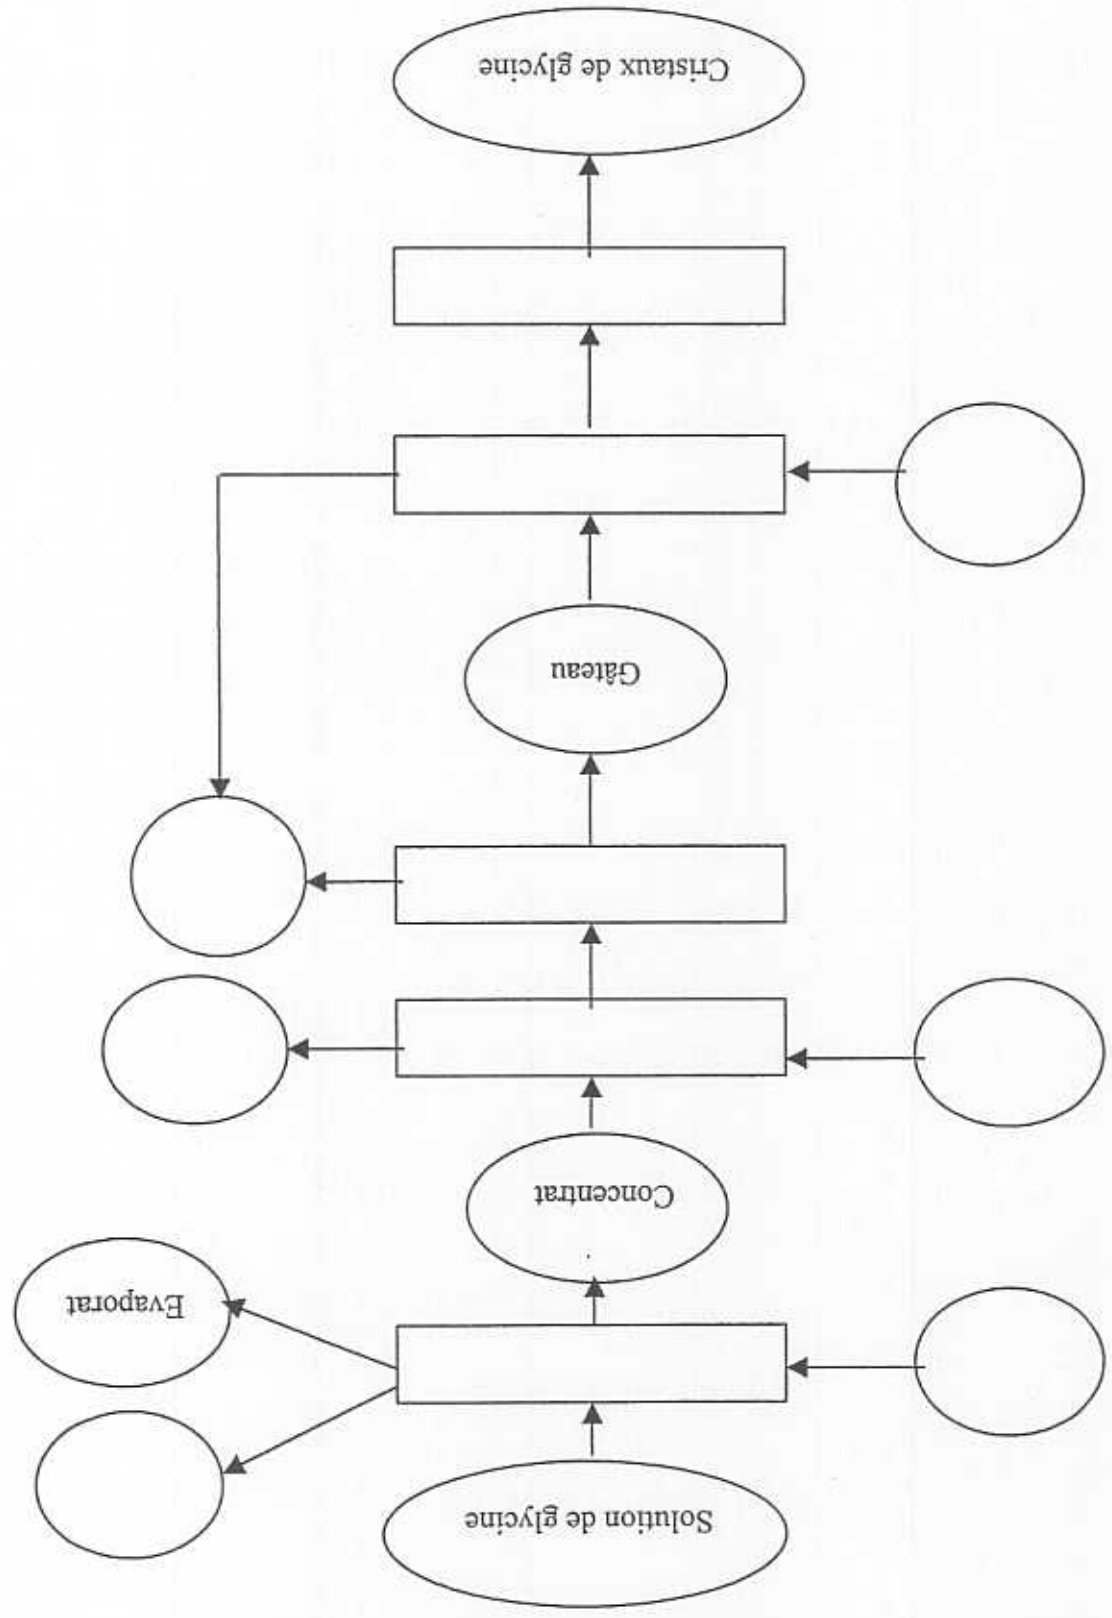 Solution de glycine
Evaporat
Concentrat
Gâteau
Cristaux de glycine